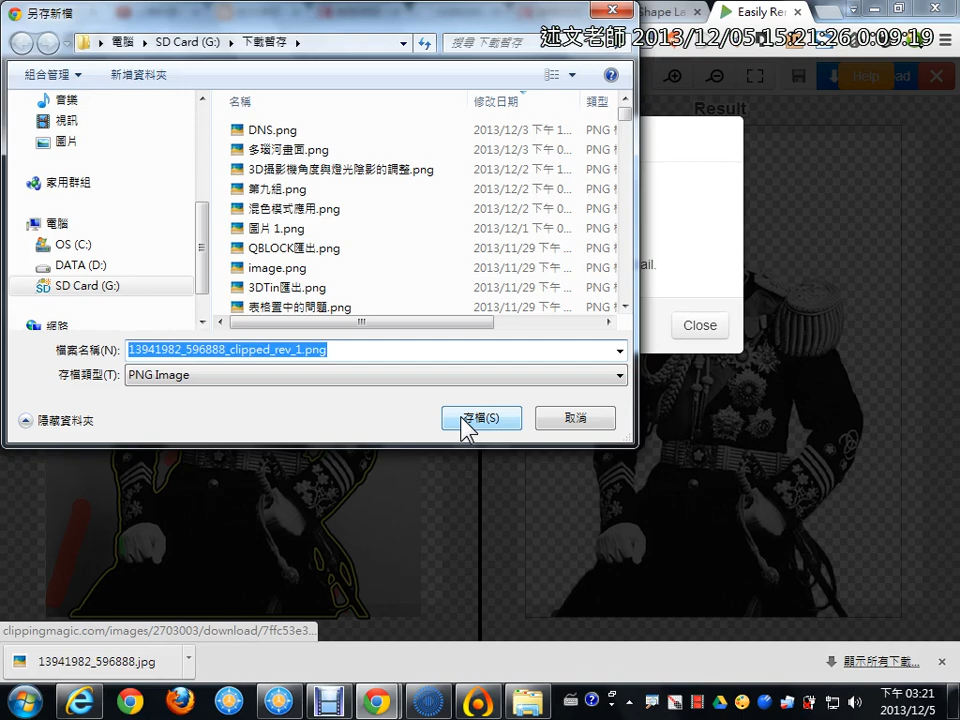 另存新檔
Shape La
Easily Rer
述文老師 2013/12/05 15:21:26 0:09:19
電腦 SD Card (G:) 下載暫存
搜尋 下載暫存
組合管理
新增資料夾
Help
ad
Result
音樂
視訊
圖片
家用群組
電腦
OS (C:)
DATA (D:)
SD Card (G:)
網路
名稱 修改日期 類型
DNS.png 2013/12/3 下午 1... PNG
多瑙河畫面.png 2013/12/3 下午 0... PNG
3D攝影機角度與燈光陰影的調整.png 2013/12/2 下午 1... PNG
第九組.png 2013/12/2 下午 0... PNG
混色模式應用.png 2013/12/2 下午 0... PNG
圖片 1.png 2013/12/1 下午 0... PNG
QBLOCK匯出.png 2013/11/29 下午 ... PNG
image.png 2013/11/29 下午 ... PNG
3DTin匯出.png 2013/11/29 下午 ... PNG
表格置中的問題.png 2013/11/29 下午 ... PNG
ail.
Close
檔案名稱(N): 13941982_596888_clipped_rev_1.png
存檔類型(T): PNG Image
隱藏資料夾
存檔(S)
取消
clippingmagic.com/images/2703003/download/7ffc53e3...
13941982_596888.jpg
顯示所有下載...
下午 03:21
2013/12/5